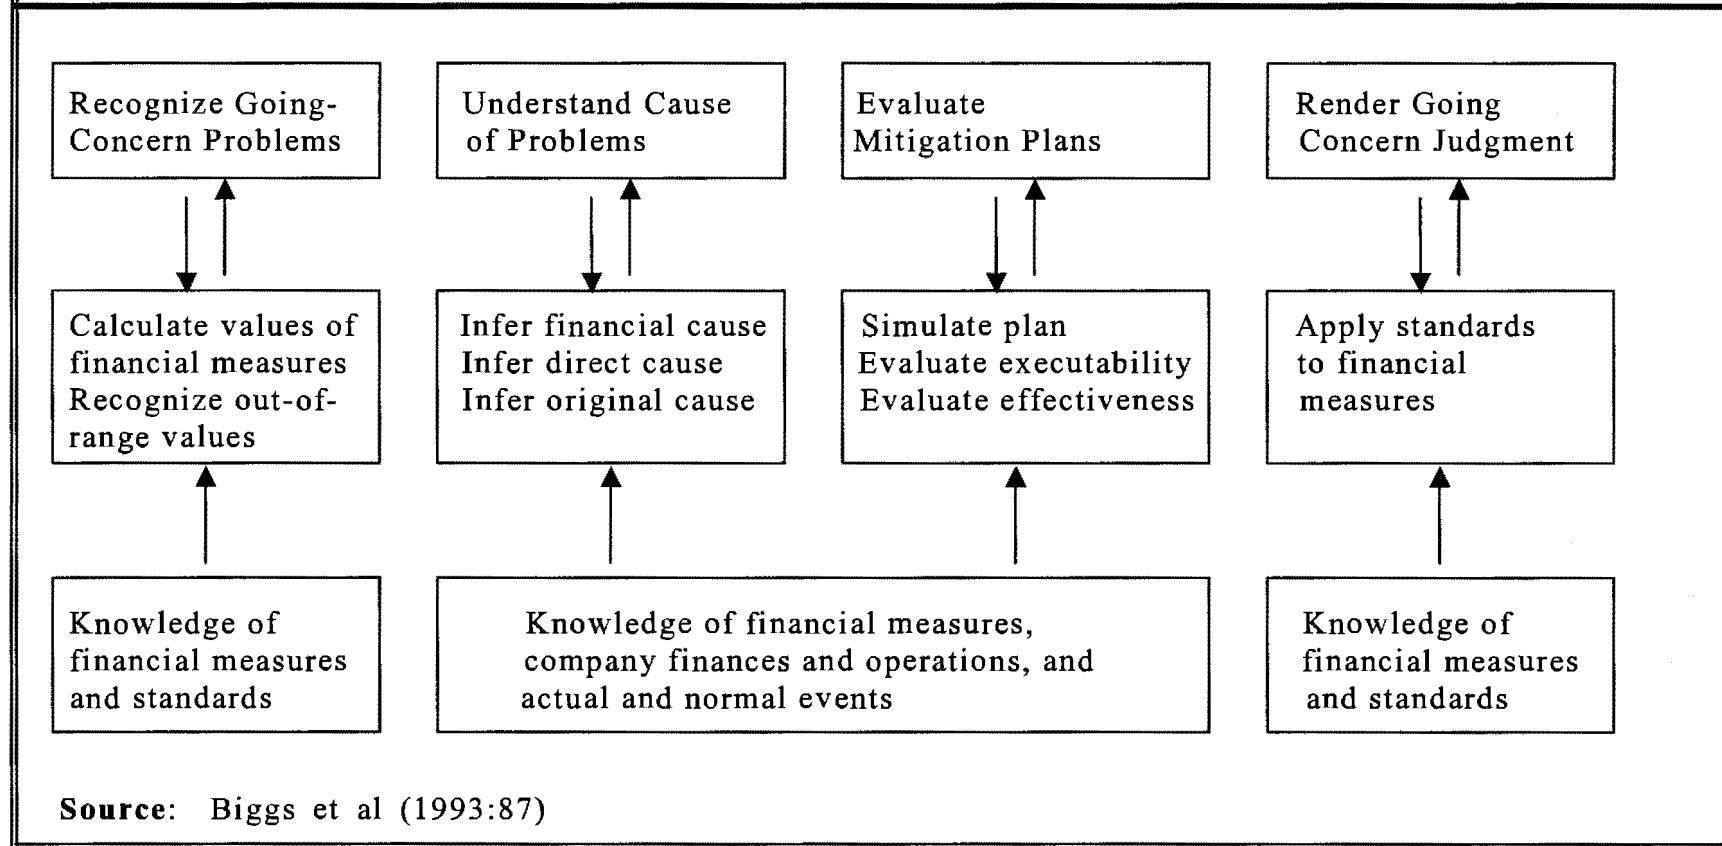 Recognize Going-
Concern Problems
Understand Cause
of Problems
Evaluate
Mitigation Plans
Render Going
Concern Judgment
Calculate values of
financial measures
Recognize out-of-
range values
Infer financial cause
Infer direct cause
Infer original cause
Simulate plan
Evaluate executability
Evaluate effectiveness
Apply standards
to financial
measures
Knowledge of
financial measures
and standards
Knowledge of financial measures,
company finances and operations, and
actual and normal events
Knowledge of
financial measures
and standards
Source: Biggs et al (1993:87)